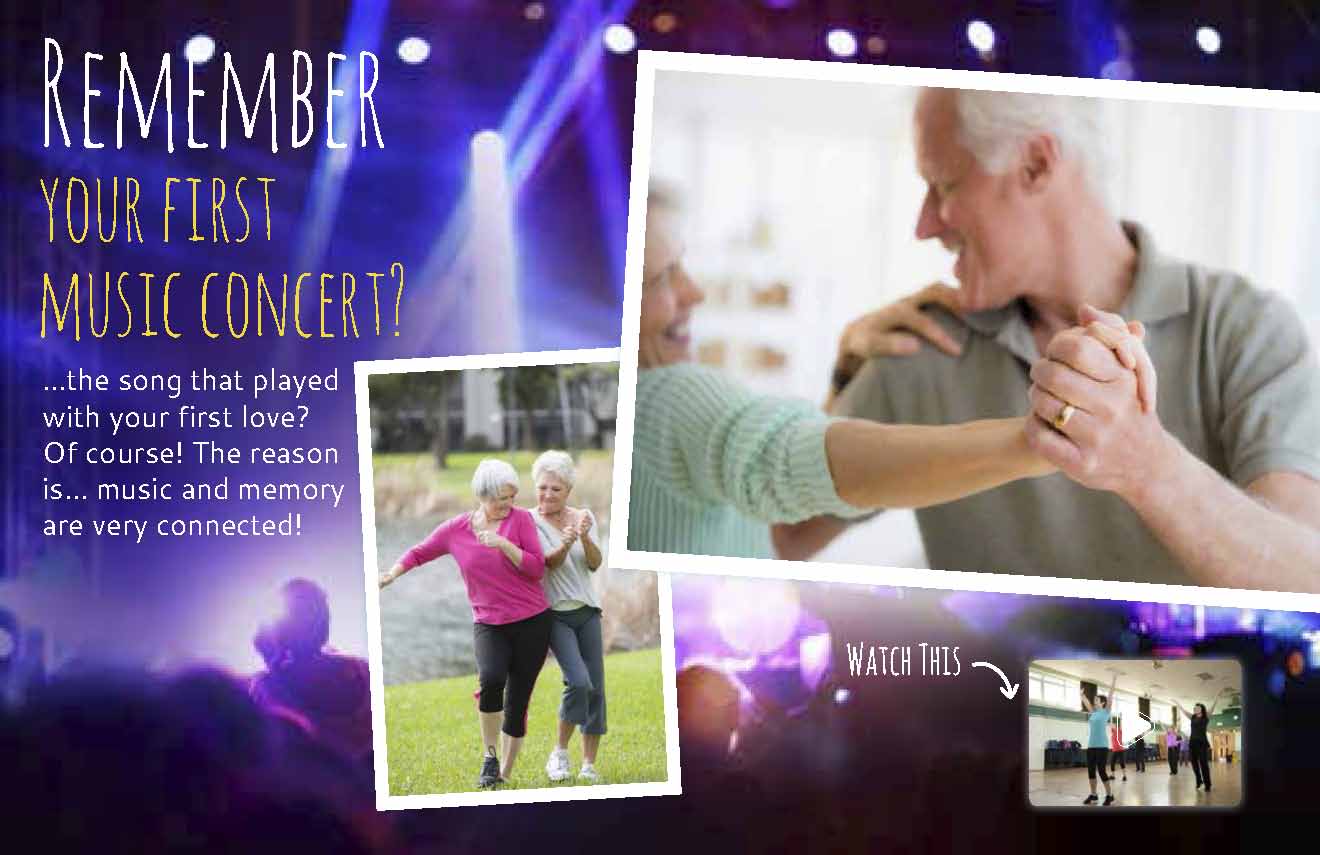 REMEMBER
YOUR FIRST
MUSIC CONCERT?
...the song that played
with your first love?
Of course! The reason
is... music and memory
are very connected!
WATCH THIS